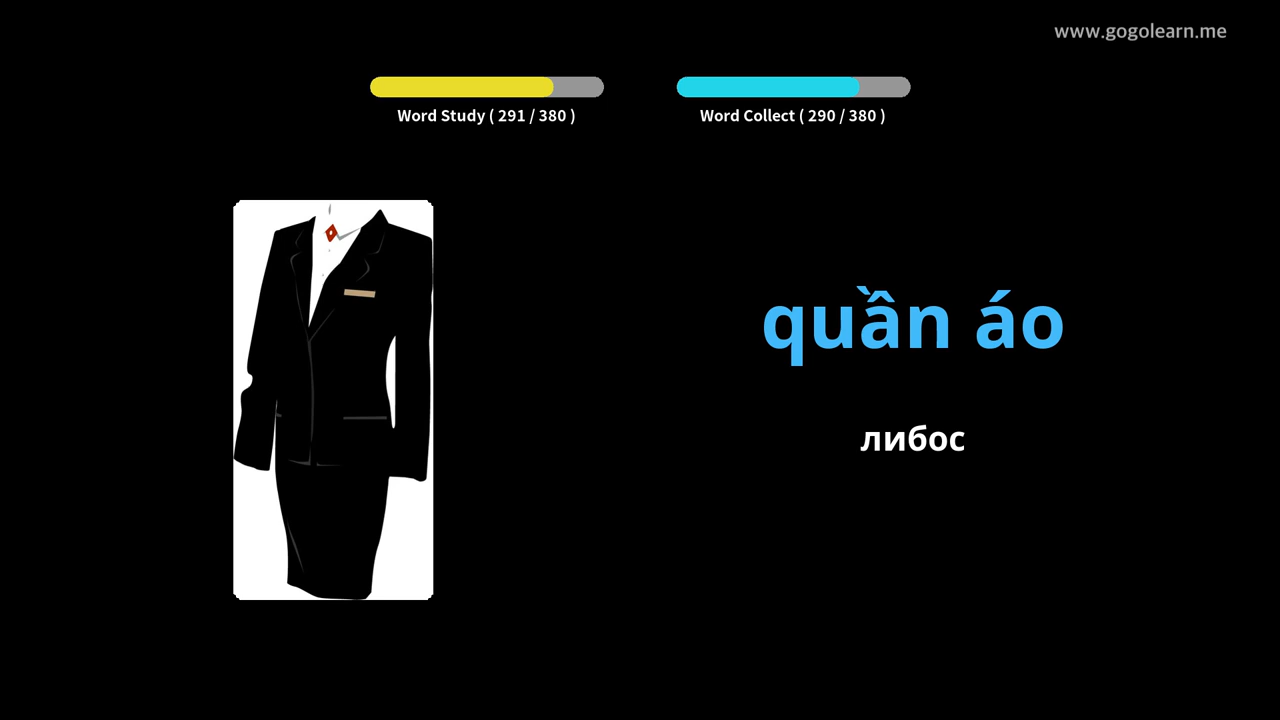 www.gogolearn.me
Word Study ( 291 / 380 )
Word Collect ( 290 / 380 )
quần áo
либос